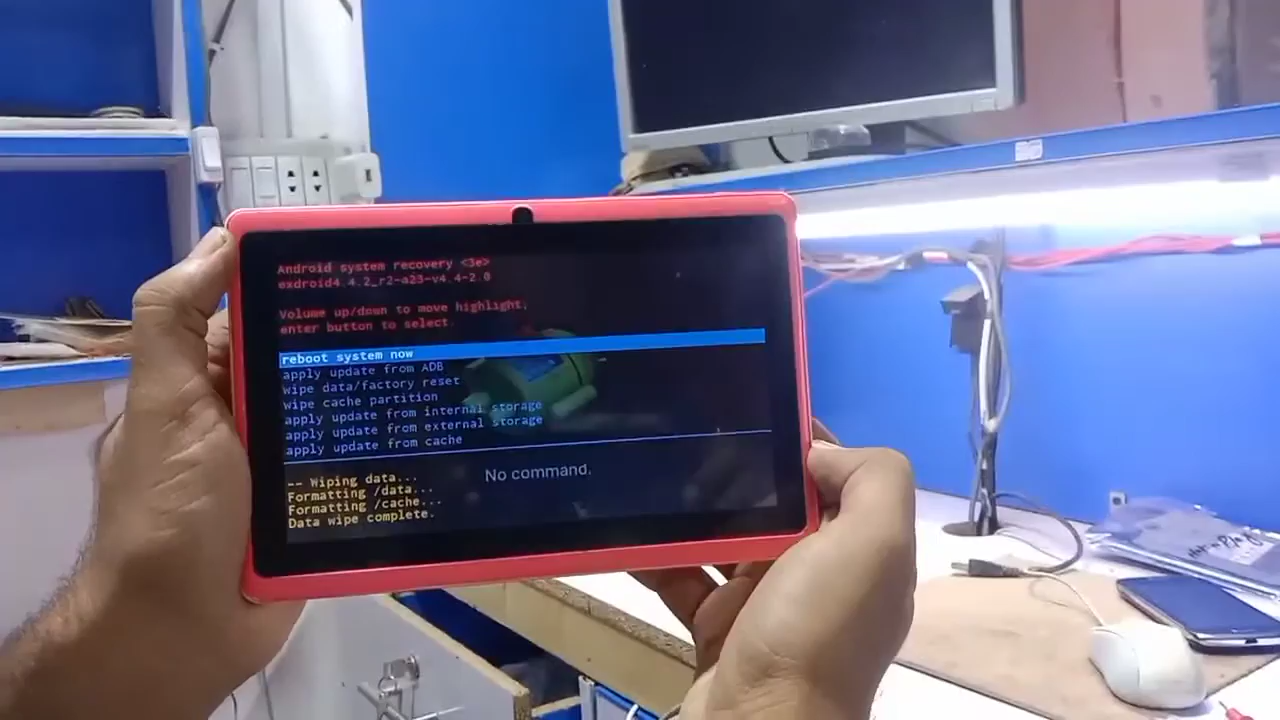 Android system recovery <3e>
exdroid4.4.2_r2-a23-v4.4-2.0
Volume up/down to move highlight;
enter button to select.
reboot system now
apply update from ADB
wipe data/factory reset
wipe cache partition
apply update from internal storage
apply update from external storage
apply update from cache
No command.
-- Wiping data...
Formatting /data...
Formatting /cache...
Data wipe complete.